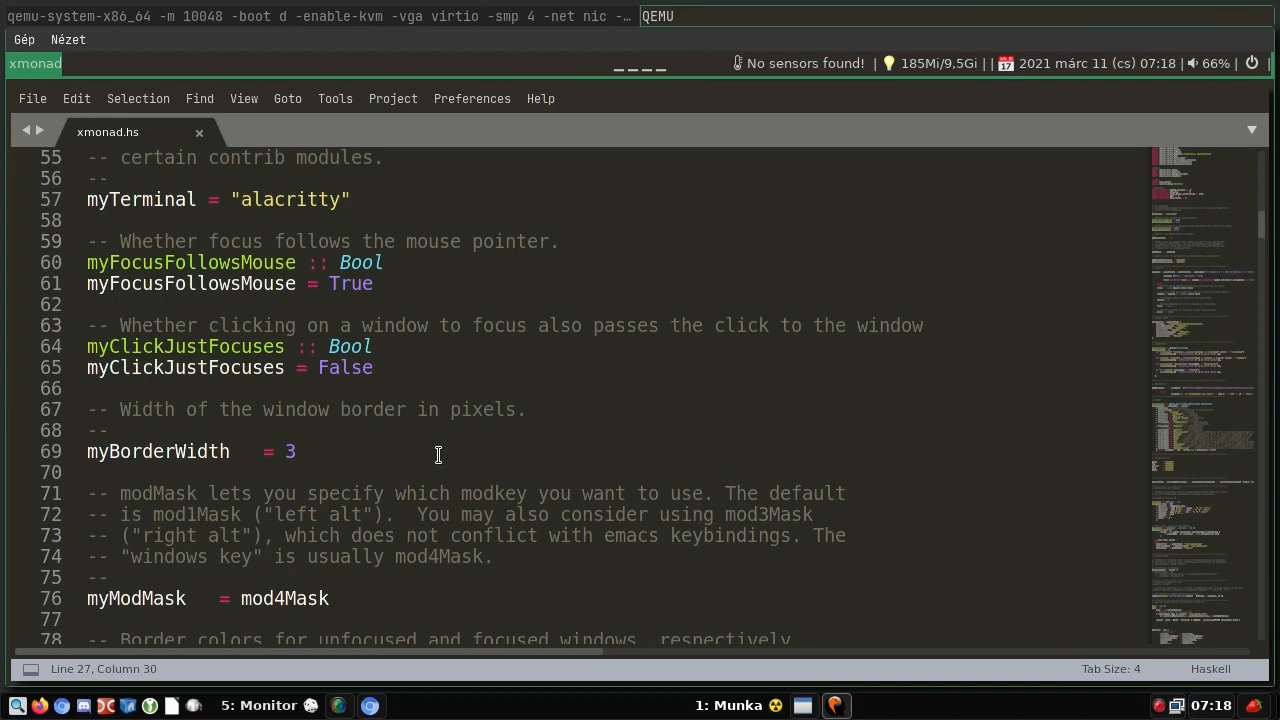 qemu-system-x86_64 -m 10048 -boot d -enable-kvm -vga virtio -smp 4 -net nic -… QEMU
Gép Nézet
xmonad No sensors found! | 185Mi/9,5Gi | | 2021 márc 11 (cs) 07:18 | 66% | |
File Edit Selection Find View Goto Tools Project Preferences Help
xmonad.hs ×
55 -- certain contrib modules.
56 --
57 myTerminal = "alacritty"
58
59 -- Whether focus follows the mouse pointer.
60 myFocusFollowsMouse :: Bool
61 myFocusFollowsMouse = True
62
63 -- Whether clicking on a window to focus also passes the click to the window
64 myClickJustFocuses :: Bool
65 myClickJustFocuses = False
66
67 -- Width of the window border in pixels.
68 --
69 myBorderWidth   = 3
70
71 -- modMask lets you specify which modkey you want to use. The default
72 -- is mod1Mask ("left alt").  You may also consider using mod3Mask
73 -- ("right alt"), which does not conflict with emacs keybindings. The
74 -- "windows key" is usually mod4Mask.
75 --
76 myModMask   = mod4Mask
77
78 -- Border colors for unfocused and focused windows, respectively
Line 27, Column 30 Tab Size: 4 Haskell
5: Monitor 1: Munka 07:18